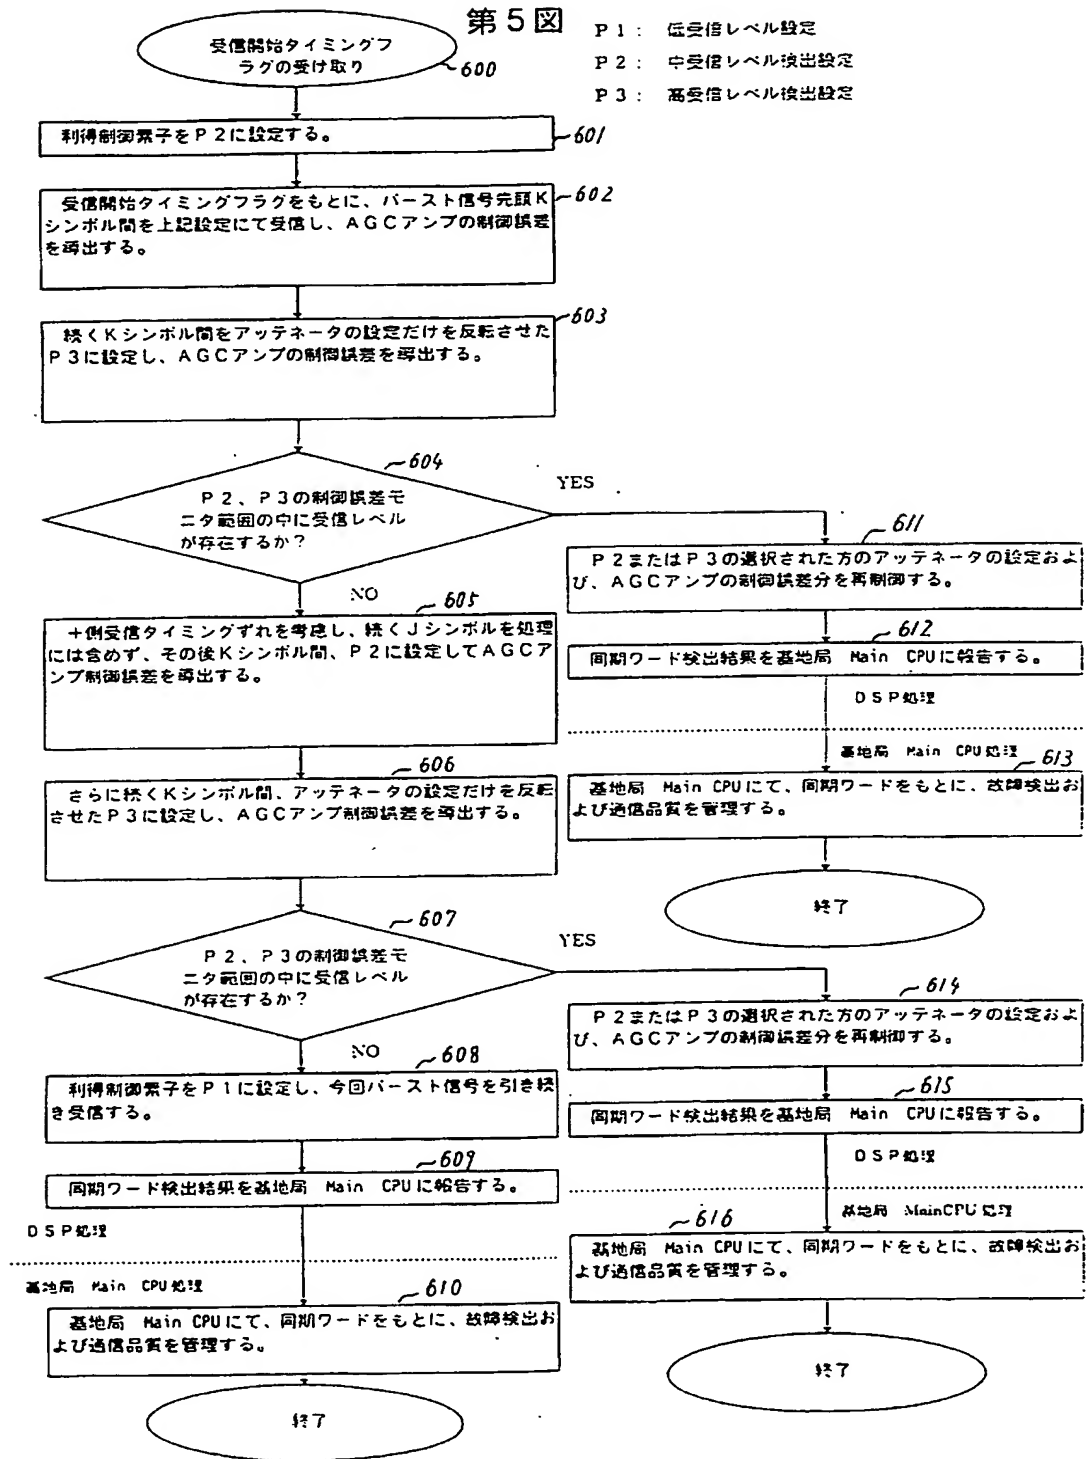 第5図
P1: 低受信レベル設定
P2: 中受信レベル検出設定
P3: 高受信レベル検出設定
受信開始タイミングフ
ラグの受け取り
600
利得制御素子をP2に設定する。
601
受信開始タイミングフラグをもとに、バースト信号先頭K
シンボル間を上記設定にて受信し、AGCアンプの制御誤差
を導出する。
602
続くKシンボル間をアッテネータの設定だけを反転させた
P3に設定し、AGCアンプの制御誤差を導出する。
603
604
P2、P3の制御誤差モ
ニタ範囲の中に受信レベル
が存在するか?
YES
NO
605
+側受信タイミングずれを考慮し、続くJシンボルを処理
には含めず、その後Kシンボル間、P2に設定してAGCア
ンプ制御誤差を導出する。
606
さらに続くKシンボル間、アッテネータの設定だけを反転
させたP3に設定し、AGCアンプ制御誤差を導出する。
607
P2、P3の制御誤差モ
ニタ範囲の中に受信レベル
が存在するか?
YES
NO
608
利得制御素子をP1に設定し、今回バースト信号を引き続
き受信する。
609
同期ワード検出結果を基地局 Main CPUに報告する。
DSP処理
基地局 Main CPU処理
610
基地局 Main CPUにて、同期ワードをもとに、故障検出お
よび通信品質を管理する。
終了
611
P2またはP3の選択された方のアッテネータの設定およ
び、AGCアンプの制御誤差分を再制御する。
612
同期ワード検出結果を基地局 Main CPUに報告する。
DSP処理
基地局 Main CPU処理
613
基地局 Main CPUにて、同期ワードをもとに、故障検出お
よび通信品質を管理する。
終了
614
P2またはP3の選択された方のアッテネータの設定およ
び、AGCアンプの制御誤差分を再制御する。
615
同期ワード検出結果を基地局 Main CPUに報告する。
DSP処理
基地局 MainCPU処理
616
基地局 Main CPUにて、同期ワードをもとに、故障検出お
よび通信品質を管理する。
終了